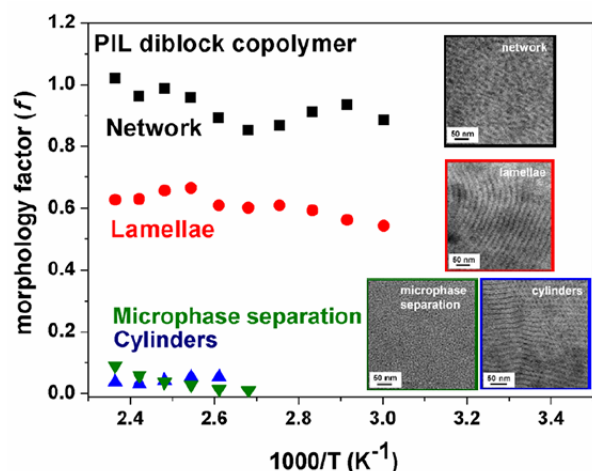 PIL diblock copolymer
network
1.2
1.0
0.8
0.6
0.4
0.2
0.0
morphology factor (f)
Network
50 nm
lamellae
Lamellae
50 nm
microphase
separation
cylinders
Microphase separation
Cylinders
50 nm
50 nm
2.4 2.6 2.8 3.0 3.2 3.4
1000/T (K⁻¹)